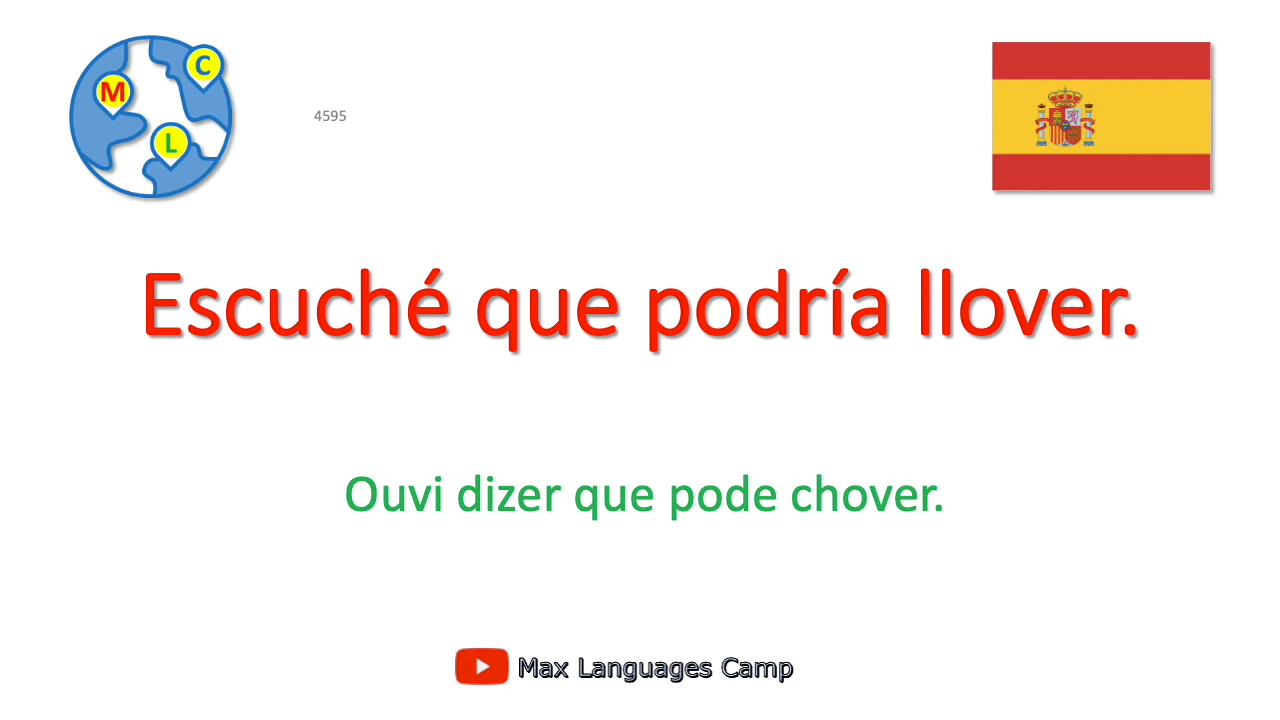 M
C
L
4595
Escuché que podría llover.
Ouvi dizer que pode chover.
Max Languages Camp